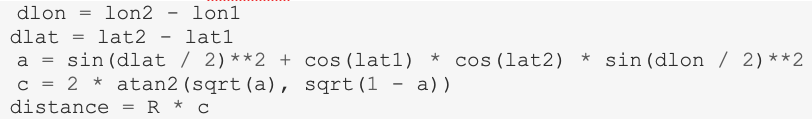 dlon = lon2 - lon1
dlat = lat2 - lat1
a = sin(dlat / 2)**2 + cos(lat1) * cos(lat2) * sin(dlon / 2)**2
c = 2 * atan2(sqrt(a), sqrt(1 - a))
distance = R * c